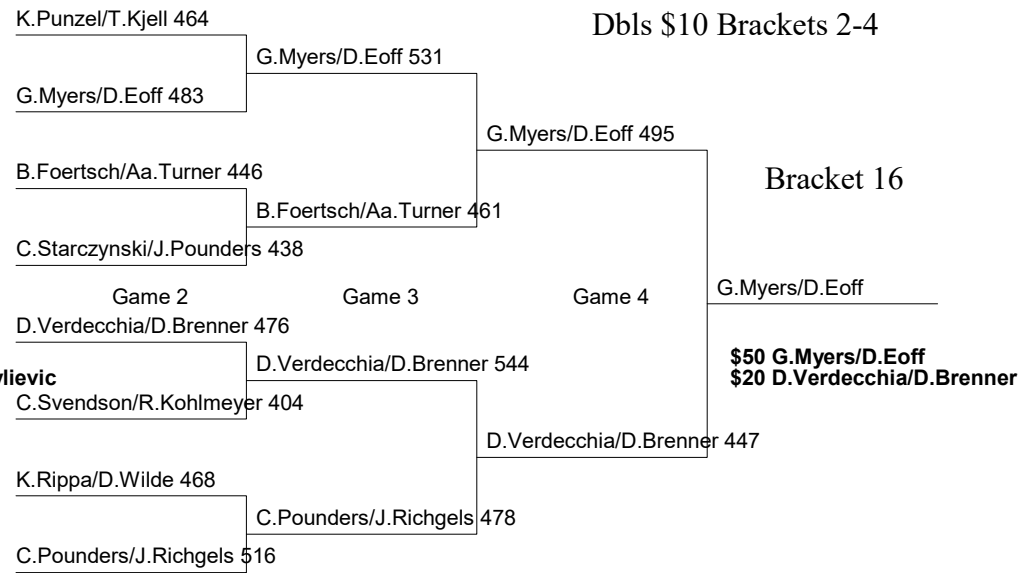 K.Punzel/T.Kjell 464
Dbls $10 Brackets 2-4
G.Myers/D.Eoff 531
G.Myers/D.Eoff 483
G.Myers/D.Eoff 495
B.Foertsch/Aa.Turner 446
Bracket 16
B.Foertsch/Aa.Turner 461
C.Starczynski/J.Pounders 438
Game 2 Game 3 Game 4
G.Myers/D.Eoff
D.Verdecchia/D.Brenner 476
D.Verdecchia/D.Brenner 544
$50 G.Myers/D.Eoff
$20 D.Verdecchia/D.Brenner
C.Svendson/R.Kohlmeyer 404
D.Verdecchia/D.Brenner 447
K.Rippa/D.Wilde 468
C.Pounders/J.Richgels 478
C.Pounders/J.Richgels 516